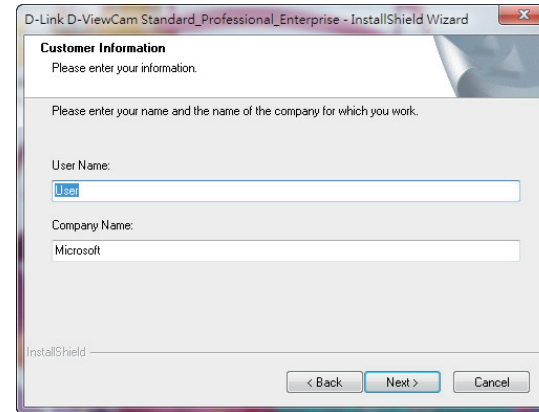 D-Link D-ViewCam Standard_Professional_Enterprise - InstallShield Wizard
Customer Information
Please enter your information.
Please enter your name and the name of the company for which you work.
User Name:
User
Company Name:
Microsoft
InstallShield
< Back Next > Cancel